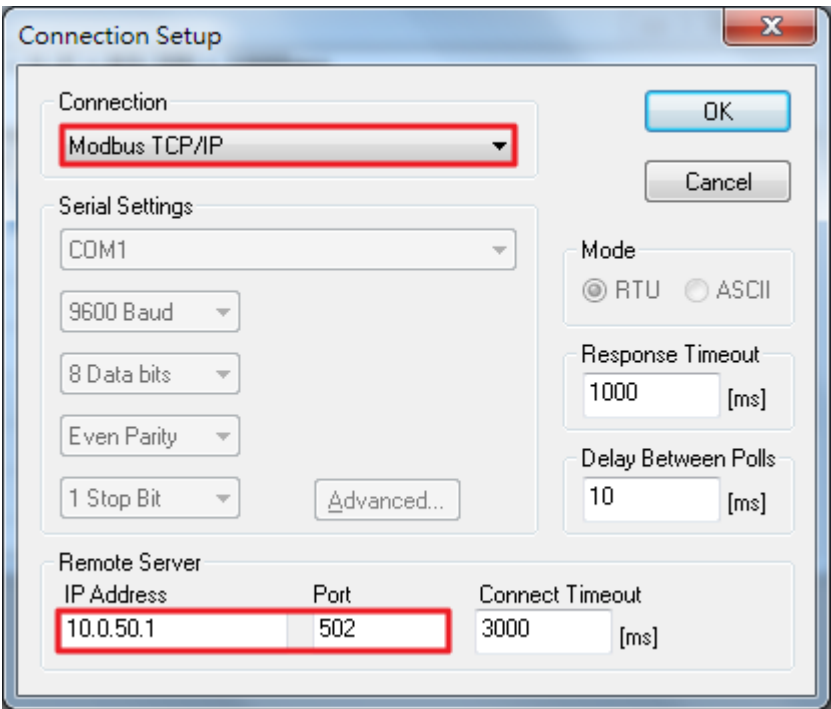 Connection Setup
Connection
Modbus TCP/IP
OK
Cancel
Serial Settings
COM1
9600 Baud
8 Data bits
Even Parity
1 Stop Bit
Advanced...
Mode
RTU
ASCII
Response Timeout
1000
[ms]
Delay Between Polls
10
[ms]
Remote Server
IP Address
Port
Connect Timeout
10.0.50.1
502
3000
[ms]